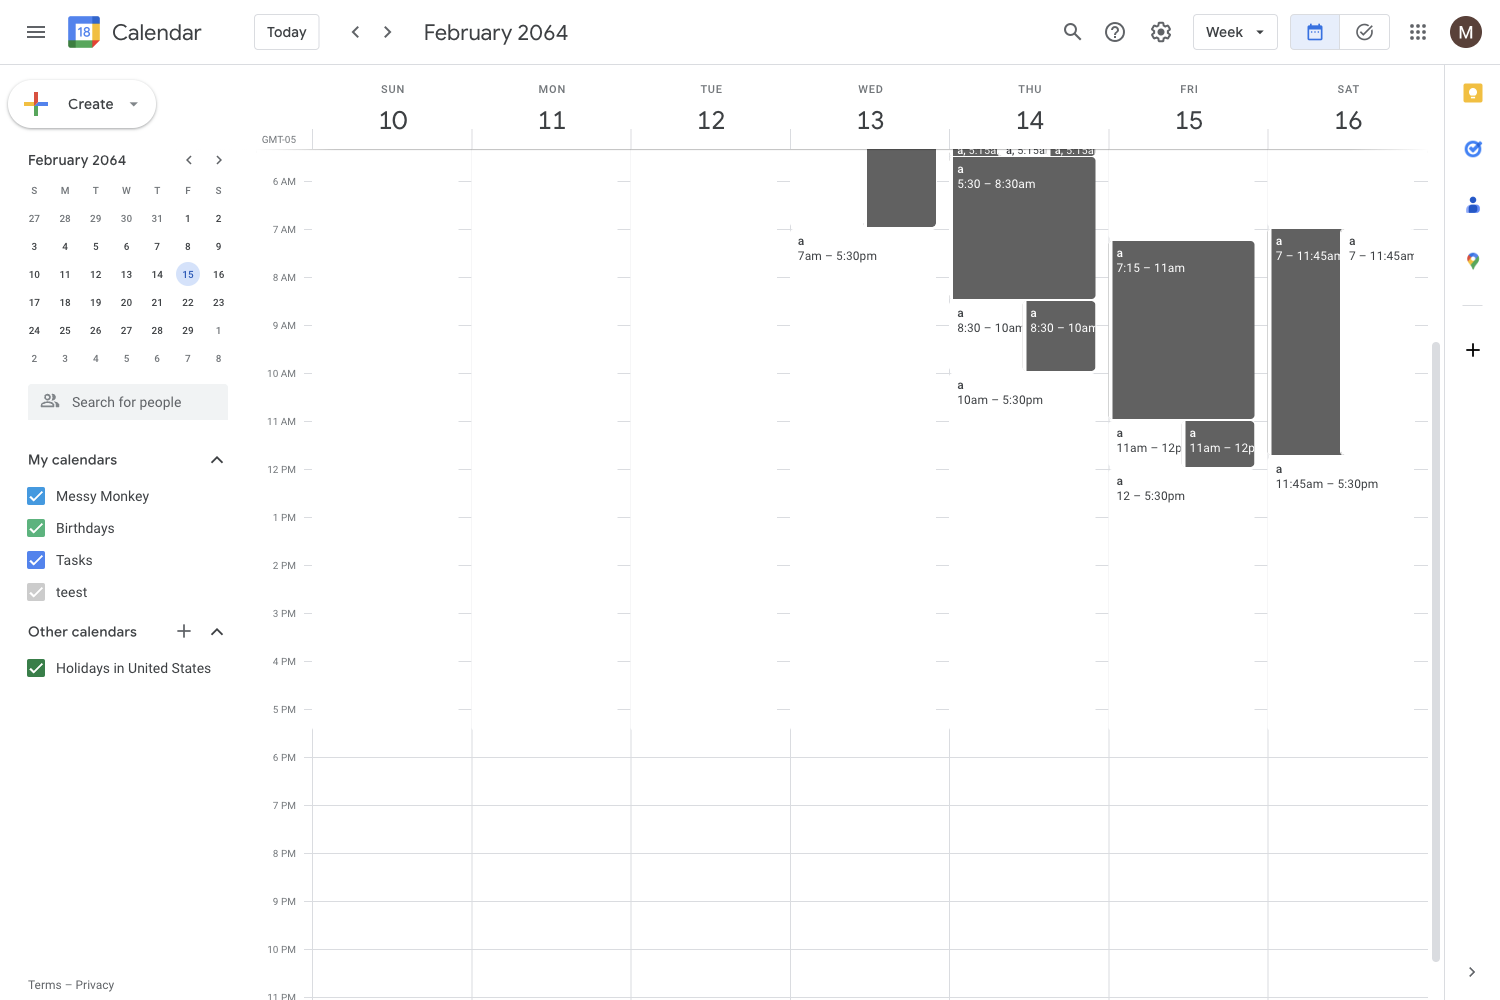 18 Calendar
Today
February 2064
Week
M
Create
February 2064
S M T W T F S
27 28 29 30 31 1 2
3 4 5 6 7 8 9
10 11 12 13 14 15 16
17 18 19 20 21 22 23
24 25 26 27 28 29 1
2 3 4 5 6 7 8
Search for people
My calendars
Messy Monkey
Birthdays
Tasks
teest
Other calendars
Holidays in United States
Terms – Privacy
SUN MON TUE WED THU FRI SAT
10 11 12 13 14 15 16
GMT-05
6 AM
7 AM
8 AM
9 AM
10 AM
11 AM
12 PM
1 PM
2 PM
3 PM
4 PM
5 PM
6 PM
7 PM
8 PM
9 PM
10 PM
11 PM
a
7am – 5:30pm
a, 5:15a
a, 5:15a
a, 5:15a
a
5:30 – 8:30am
a
8:30 – 10am
a
8:30 – 10am
a
10am – 5:30pm
a
7:15 – 11am
a
11am – 12p
a
11am – 12p
a
12 – 5:30pm
a
7 – 11:45am
a
7 – 11:45am
a
11:45am – 5:30pm